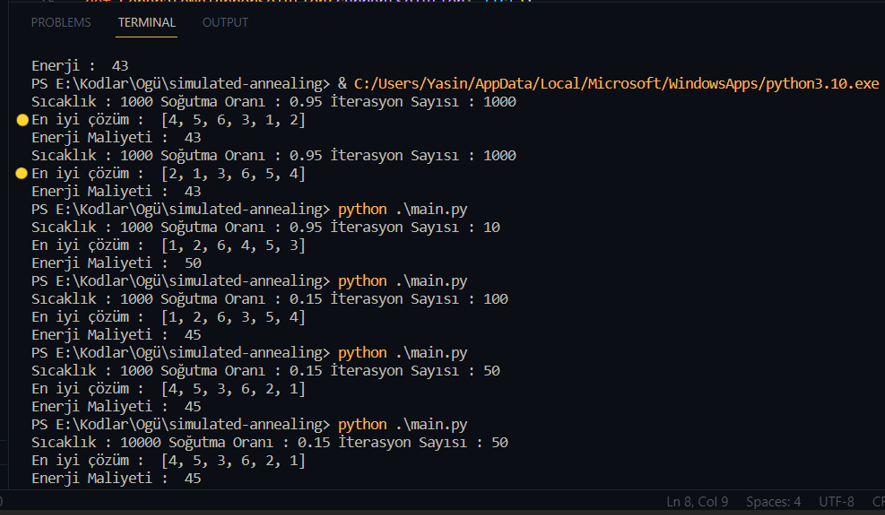 PROBLEMS TERMINAL OUTPUT
Enerji :  43
PS E:\Kodlar\Ogü\simulated-annealing> & C:/Users/Yasin/AppData/Local/Microsoft/WindowsApps/python3.10.exe
Sıcaklık : 1000 Soğutma Oranı : 0.95 İterasyon Sayısı : 1000
En iyi çözüm :  [4, 5, 6, 3, 1, 2]
Enerji Maliyeti :  43
Sıcaklık : 1000 Soğutma Oranı : 0.95 İterasyon Sayısı : 1000
En iyi çözüm :  [2, 1, 3, 6, 5, 4]
Enerji Maliyeti :  43
PS E:\Kodlar\Ogü\simulated-annealing> python .\main.py
Sıcaklık : 1000 Soğutma Oranı : 0.95 İterasyon Sayısı : 10
En iyi çözüm :  [1, 2, 6, 4, 5, 3]
Enerji Maliyeti :  50
PS E:\Kodlar\Ogü\simulated-annealing> python .\main.py
Sıcaklık : 1000 Soğutma Oranı : 0.15 İterasyon Sayısı : 100
En iyi çözüm :  [1, 2, 6, 3, 5, 4]
Enerji Maliyeti :  45
PS E:\Kodlar\Ogü\simulated-annealing> python .\main.py
Sıcaklık : 1000 Soğutma Oranı : 0.15 İterasyon Sayısı : 50
En iyi çözüm :  [4, 5, 3, 6, 2, 1]
Enerji Maliyeti :  45
PS E:\Kodlar\Ogü\simulated-annealing> python .\main.py
Sıcaklık : 10000 Soğutma Oranı : 0.15 İterasyon Sayısı : 50
En iyi çözüm :  [4, 5, 3, 6, 2, 1]
Enerji Maliyeti :  45
Ln 8, Col 9 Spaces: 4 UTF-8